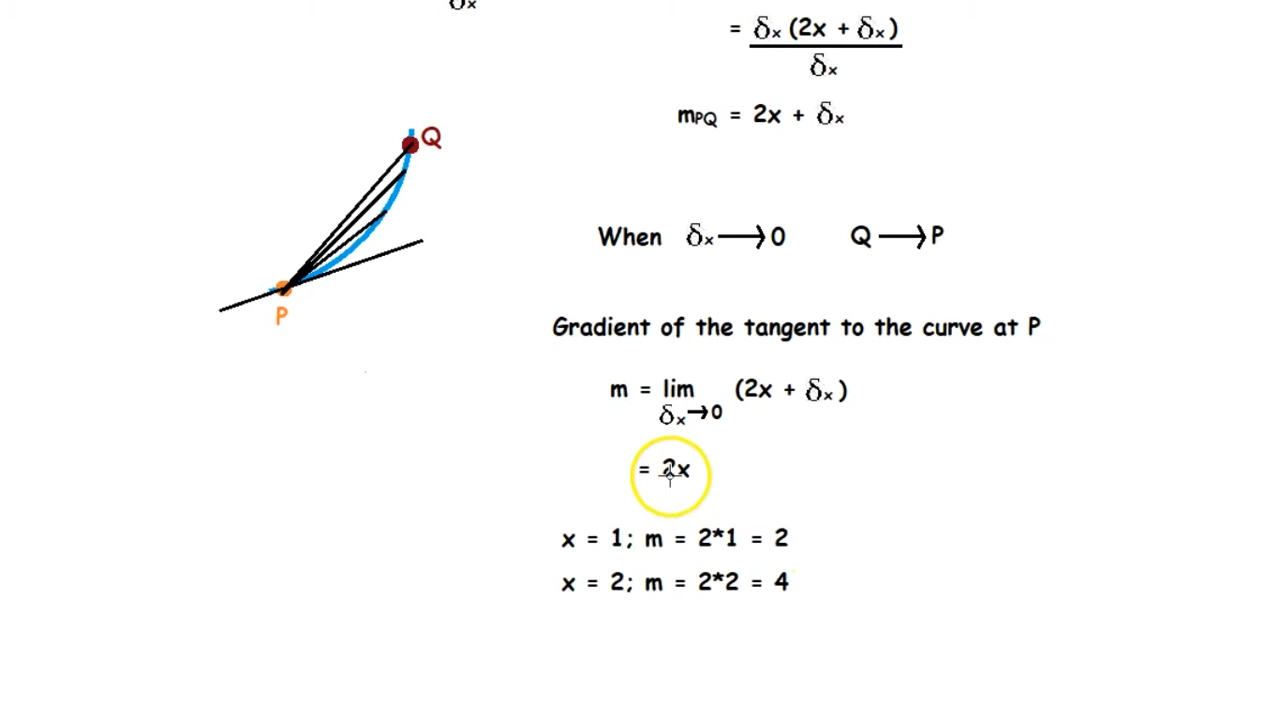 δx
= δx (2x + δx)
δx
mPQ = 2x + δx
Q
When δx ⟶ 0 Q ⟶ P
P
Gradient of the tangent to the curve at P
m = lim (2x + δx)
δx→0
= 2x
x = 1; m = 2*1 = 2
x = 2; m = 2*2 = 4